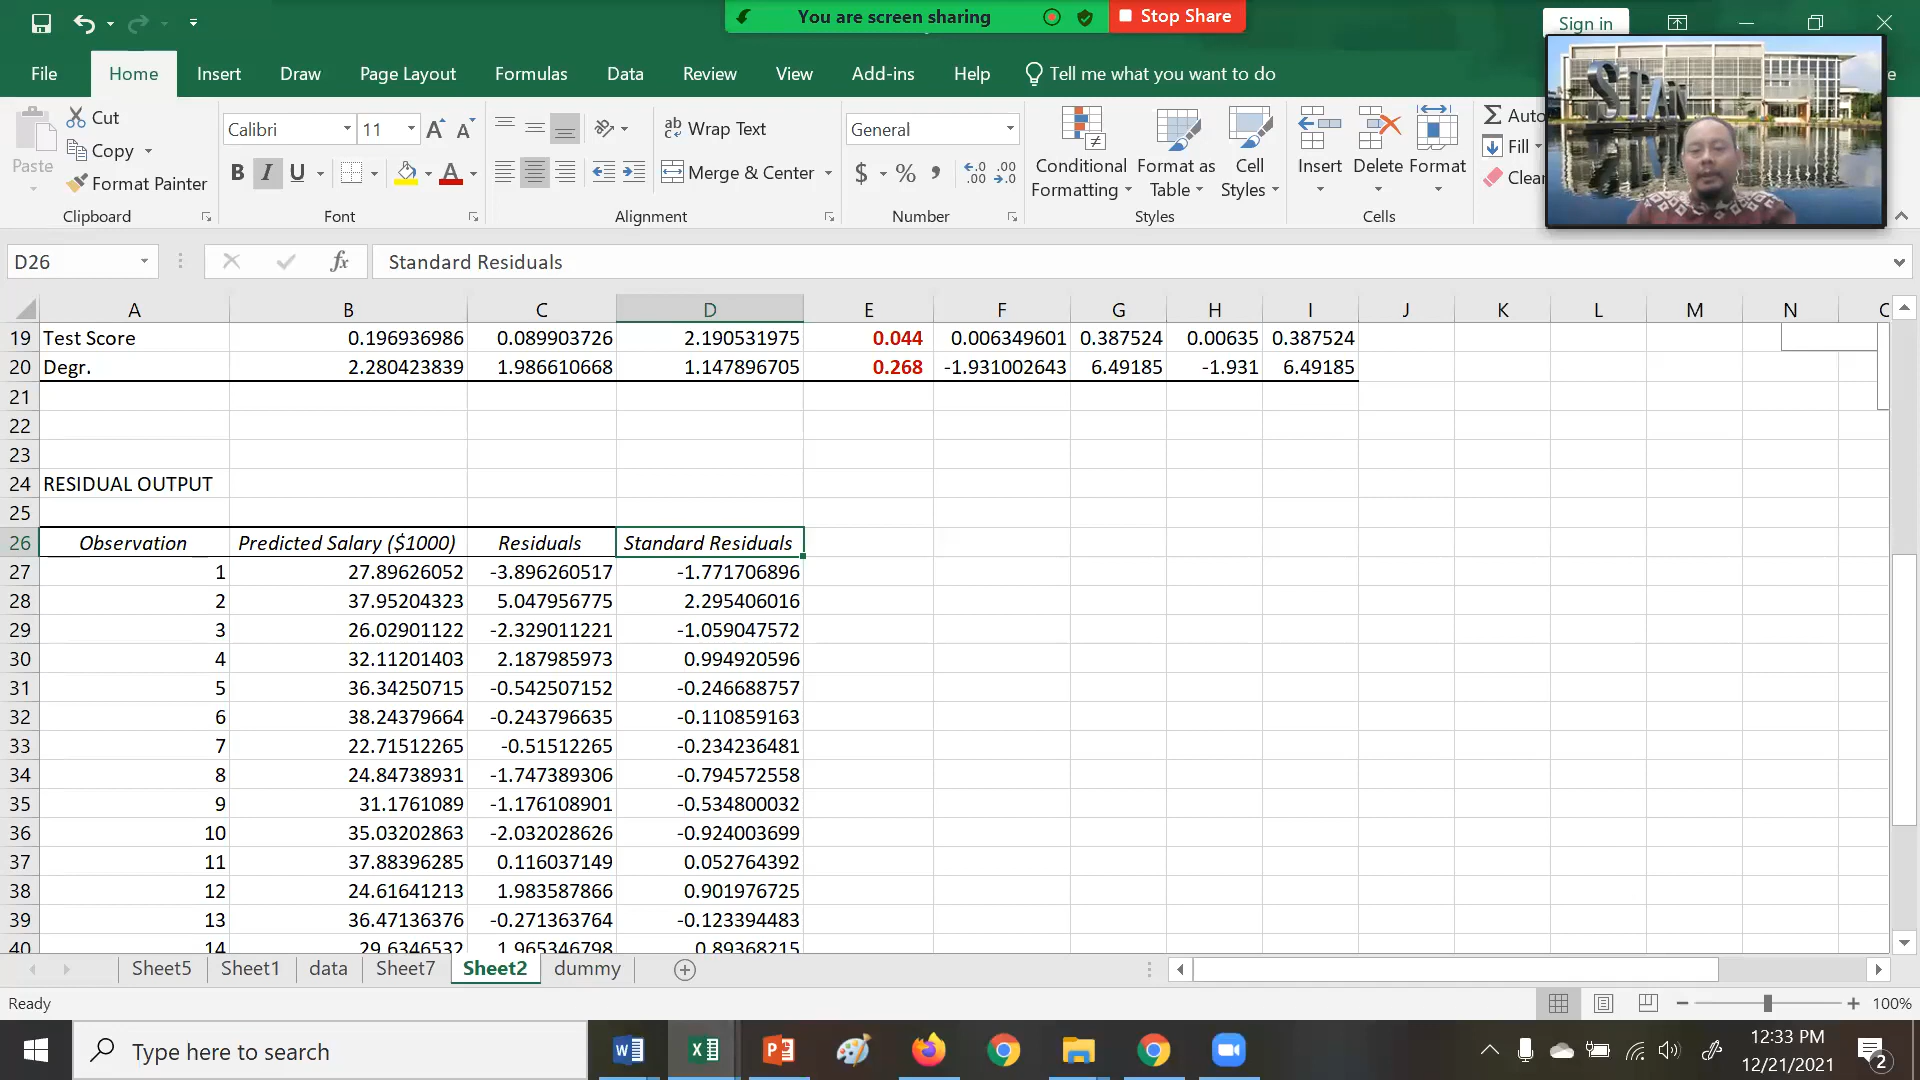 You are screen sharing Stop Share
Sign in
File Home Insert Draw Page Layout Formulas Data Review View Add-ins Help Tell me what you want to do
Paste Cut Copy Format Painter Clipboard
Calibri 11 B I U Font
Wrap Text Merge & Center Alignment
General $ % Number
Conditional Formatting Format as Table Cell Styles Styles
Insert Delete Format Cells
Auto
Fill
Clea
STAN
D26 fx Standard Residuals
A B C D E F G H I J K L M N
19 Test Score 0.196936986 0.089903726 2.190531975 0.044 0.006349601 0.387524 0.00635 0.387524
20 Degr. 2.280423839 1.986610668 1.147896705 0.268 -1.931002643 6.49185 -1.931 6.49185
21
22
23
24 RESIDUAL OUTPUT
25
26 Observation Predicted Salary ($1000) Residuals Standard Residuals
27 1 27.89626052 -3.896260517 -1.771706896
28 2 37.95204323 5.047956775 2.295406016
29 3 26.02901122 -2.329011221 -1.059047572
30 4 32.11201403 2.187985973 0.994920596
31 5 36.34250715 -0.542507152 -0.246688757
32 6 38.24379664 -0.243796635 -0.110859163
33 7 22.71512265 -0.51512265 -0.234236481
34 8 24.84738931 -1.747389306 -0.794572558
35 9 31.1761089 -1.176108901 -0.534800032
36 10 35.03202863 -2.032028626 -0.924003699
37 11 37.88396285 0.116037149 0.052764392
38 12 24.61641213 1.983587866 0.901976725
39 13 36.47136376 -0.271363764 -0.123394483
40 14 29.6346532 1.965346798 0.89368215
Sheet5 Sheet1 data Sheet7 Sheet2 dummy
Ready 100%
Type here to search
12:33 PM
12/21/2021
2